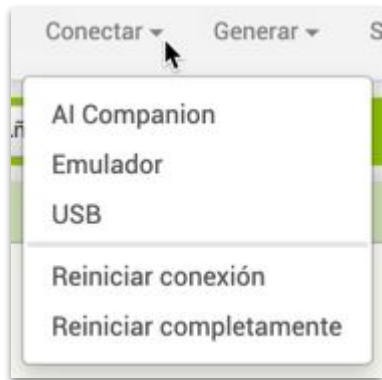 Conectar Generar S
AI Companion
Emulador
USB
Reiniciar conexión
Reiniciar completamente